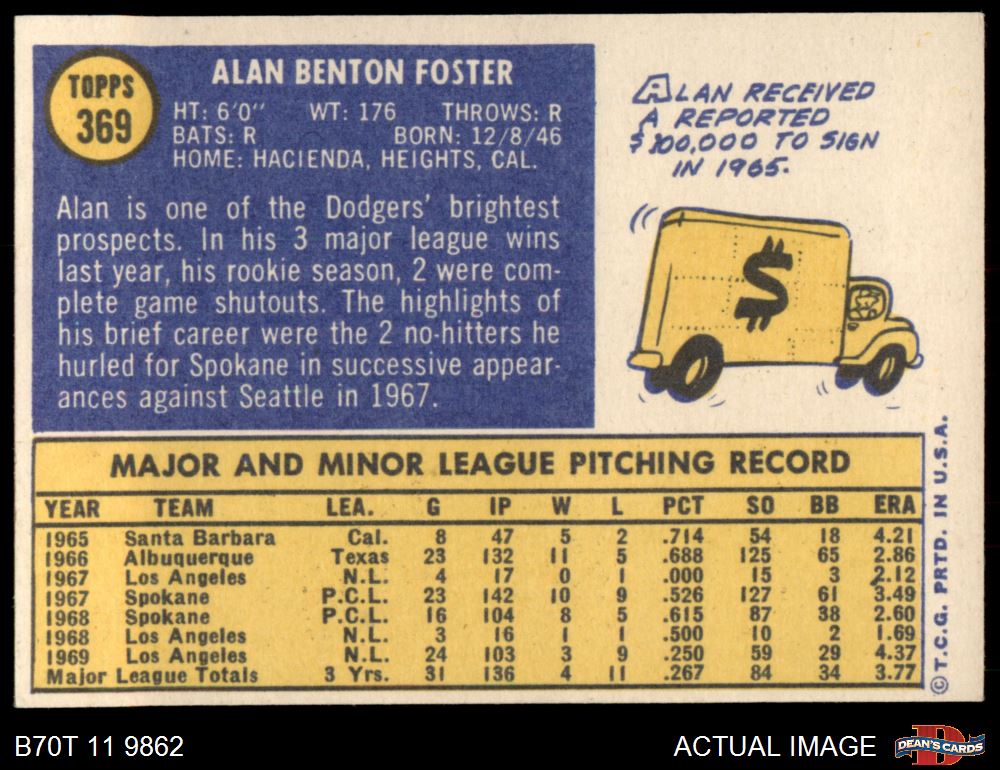 TOPPS
369
ALAN BENTON FOSTER
HT: 6'0" WT: 176 THROWS: R
BATS: R BORN: 12/8/46
HOME: HACIENDA, HEIGHTS, CAL.
Alan is one of the Dodgers' brightest
prospects. In his 3 major league wins
last year, his rookie season, 2 were com-
plete game shutouts. The highlights of
his brief career were the 2 no-hitters he
hurled for Spokane in successive appear-
ances against Seattle in 1967.
ALAN RECEIVED
A REPORTED
$100,000 TO SIGN
IN 1965.
$
MAJOR AND MINOR LEAGUE PITCHING RECORD
YEAR TEAM LEA. G IP W L PCT SO BB ERA
1965 Santa Barbara Cal. 8 47 5 2 .714 54 18 4.21
1966 Albuquerque Texas 23 132 11 5 .688 125 65 2.86
1967 Los Angeles N.L. 4 17 0 1 .000 15 3 2.12
1967 Spokane P.C.L. 23 142 10 9 .526 127 61 3.49
1968 Spokane P.C.L. 16 104 8 5 .615 87 38 2.60
1968 Los Angeles N.L. 3 16 1 1 .500 10 2 1.69
1969 Los Angeles N.L. 24 103 3 9 .250 59 29 4.37
Major League Totals 3 Yrs. 31 136 4 11 .267 84 34 3.77
© T.C.G. PRTD. IN U.S.A.
B70T 11 9862
ACTUAL IMAGE
D
DEAN'S CARDS